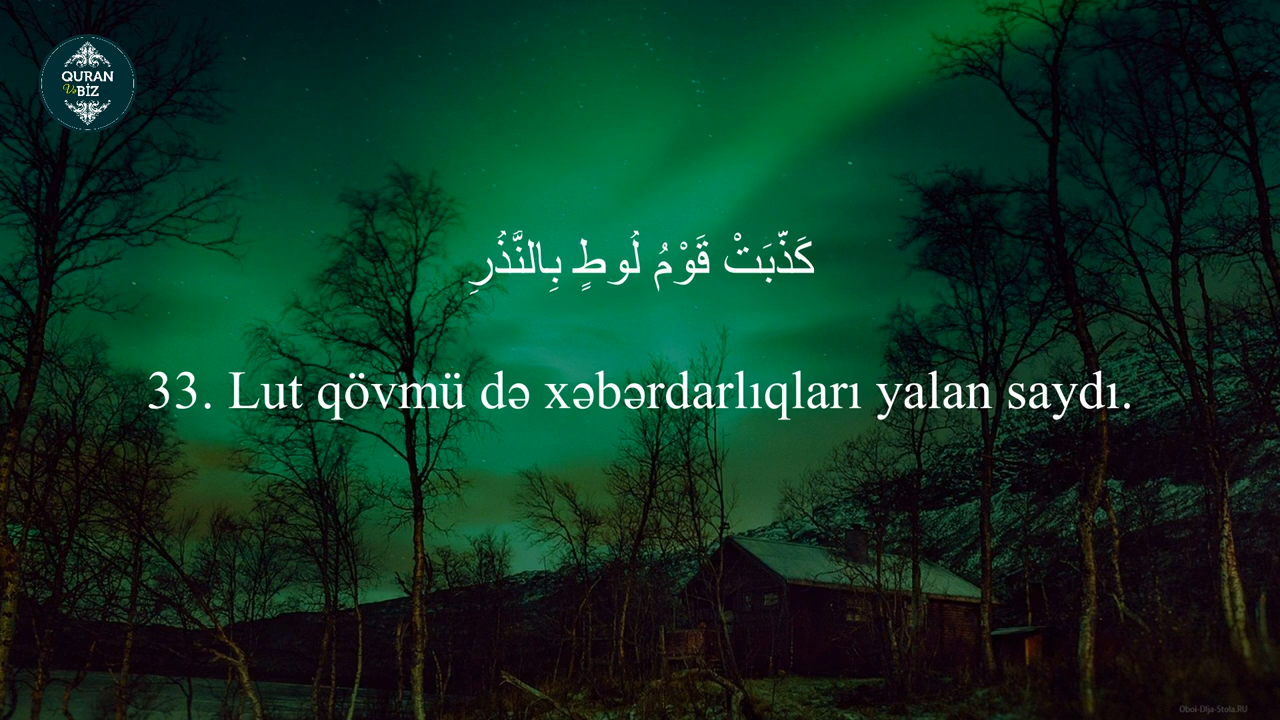 QURAN
Və BİZ
كَذَّبَتْ قَوْمُ لُوطٍ بِالنَّذُرِ
33. Lut qövmü də xəbərdarlıqları yalan saydı.
Oboi-Dlja-Stola.RU